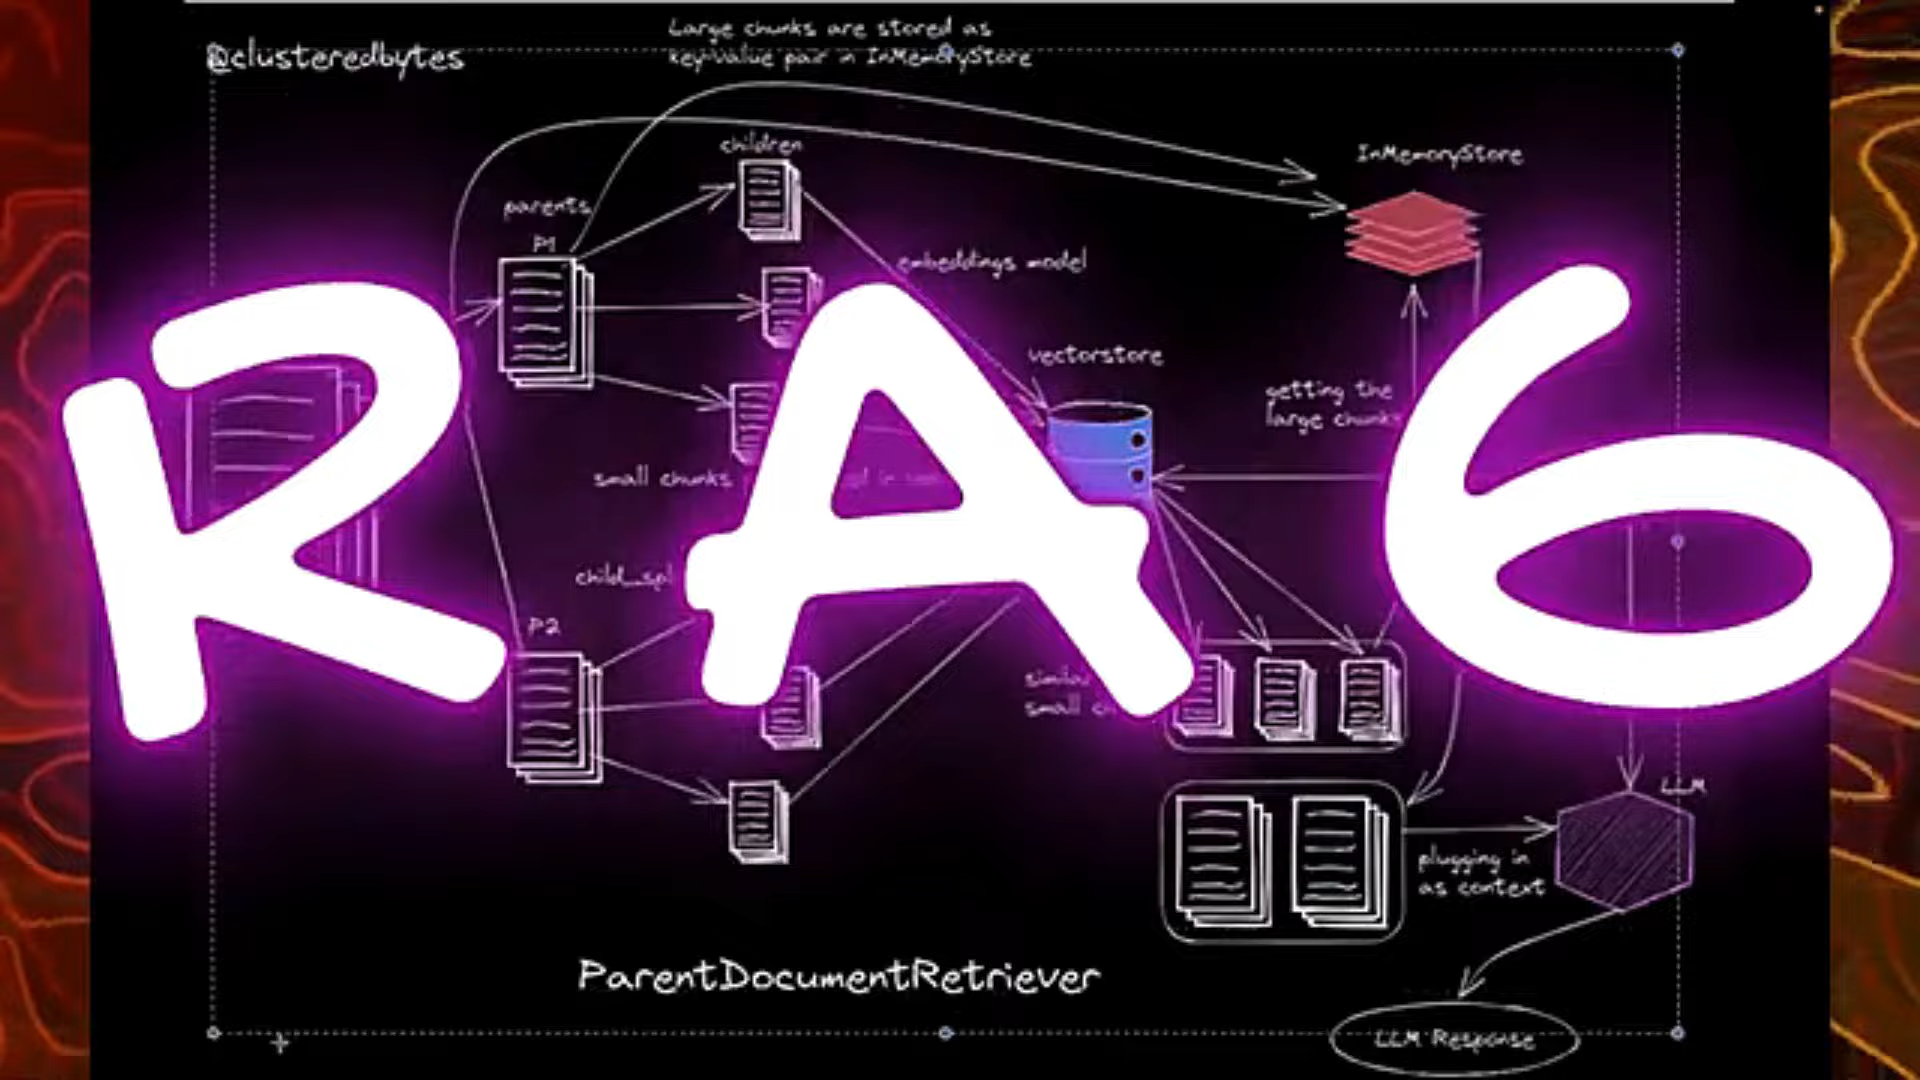 Large chunks are stored as
key-value pair in InMemoryStore
@clusteredbytes
children
InMemoryStore
parents
P1
embeddings model
vectorstore
getting the
large chunks
small chunks
RAG
child_spl
P2
small
LLM
plugging in
as context
ParentDocumentRetriever
LLM Response